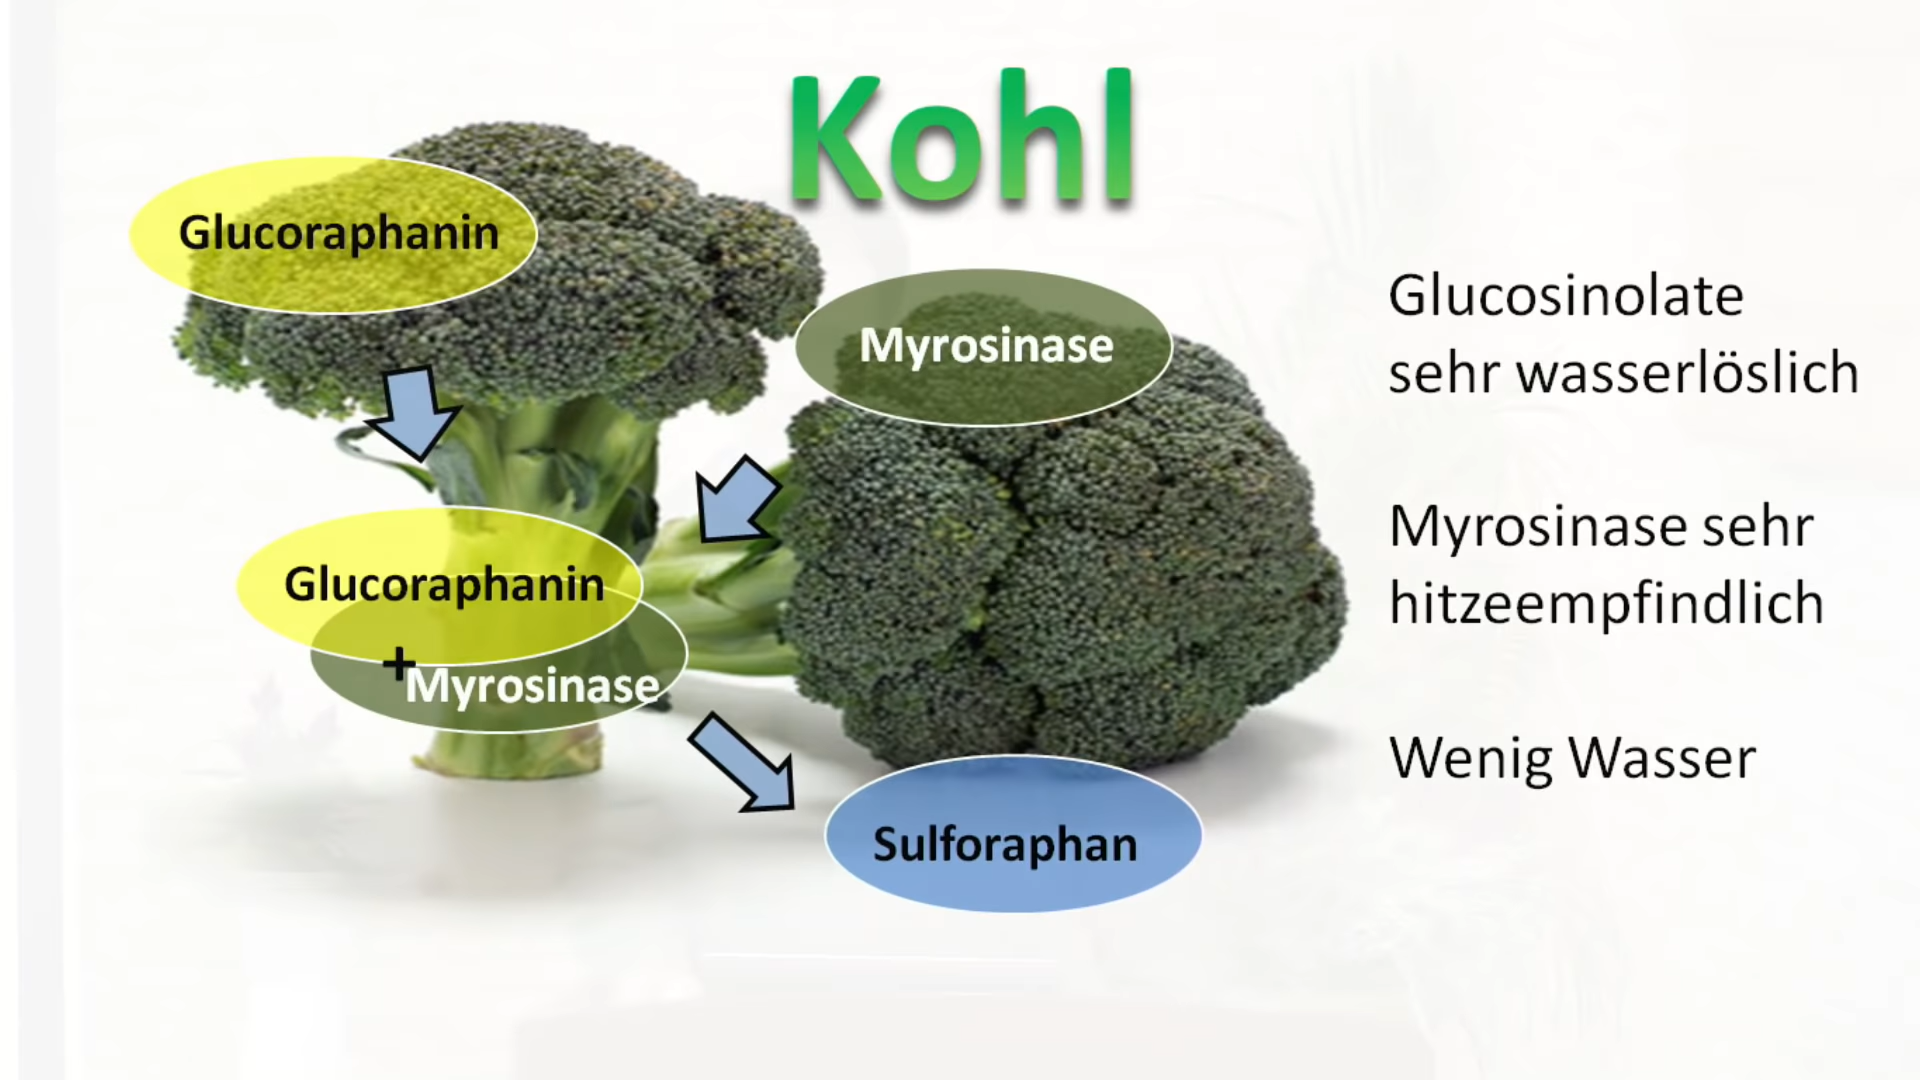 Kohl
Glucoraphanin
Myrosinase
Glucoraphanin
+
Myrosinase
Sulforaphan
Glucosinolate
sehr wasserlöslich
Myrosinase sehr
hitzeempfindlich
Wenig Wasser